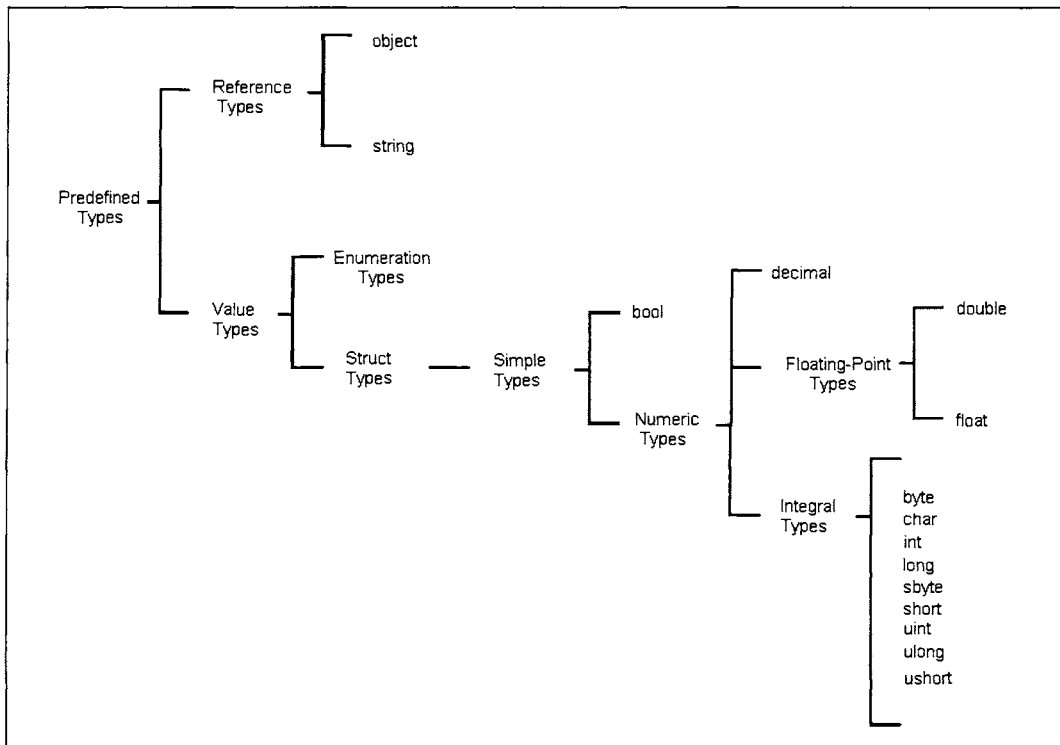 object
Reference
Types
string
Predefined
Types
Enumeration
Types
Value
Types
Struct
Types
Simple
Types
bool
Numeric
Types
decimal
Floating-Point
Types
double
float
Integral
Types
byte
char
int
long
sbyte
short
uint
ulong
ushort